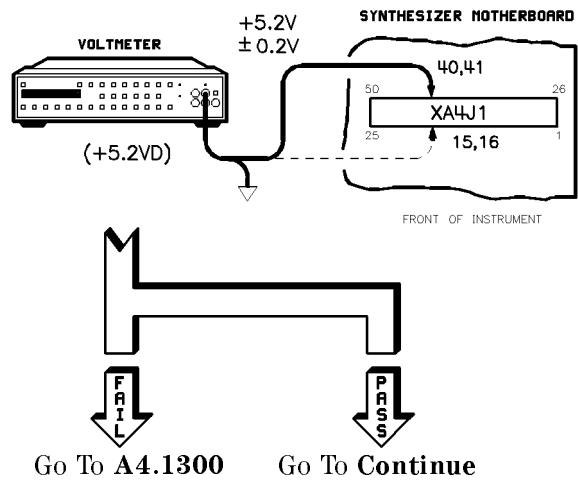 SYNTHESIZER MOTHERBOARD
+5.2V
± 0.2V
VOLTMETER
40,41
50
26
XA4J1
(+5.2VD)
25
15,16
1
FRONT OF INSTRUMENT
FAIL
PASS
Go To A4.1300
Go To Continue